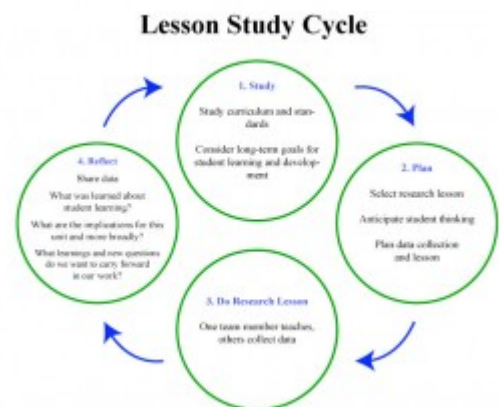 Lesson Study Cycle
1. Study
Study curriculum and stan-
dards
Consider long-term goals for
student learning and develop-
ment
2. Plan
Select research lesson
Anticipate student thinking
Plan data collection
and lesson
3. Do Research Lesson
One team member teaches,
others collect data
4. Reflect
Share data
What was learned about
student learning?
What are the implications for this
unit and more broadly?
What learnings and new questions
do we want to carry forward
in our work?